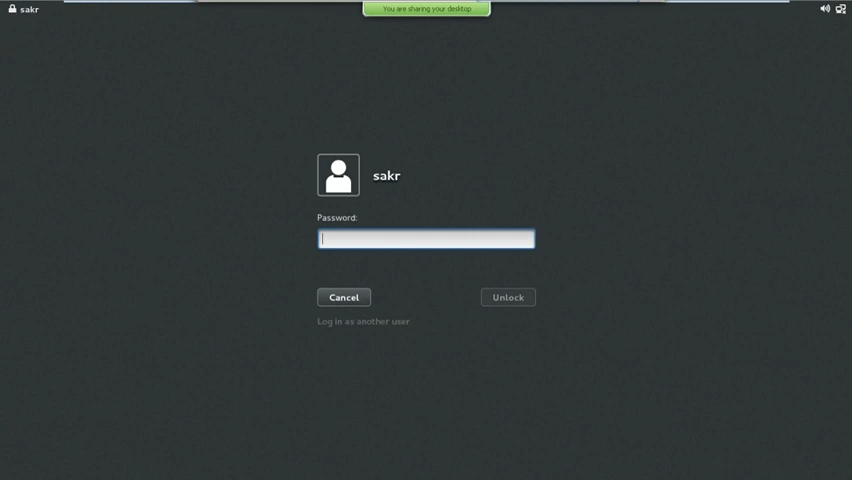 You are sharing your desktop
sakr
sakr
Password:
Cancel
Unlock
Log in as another user